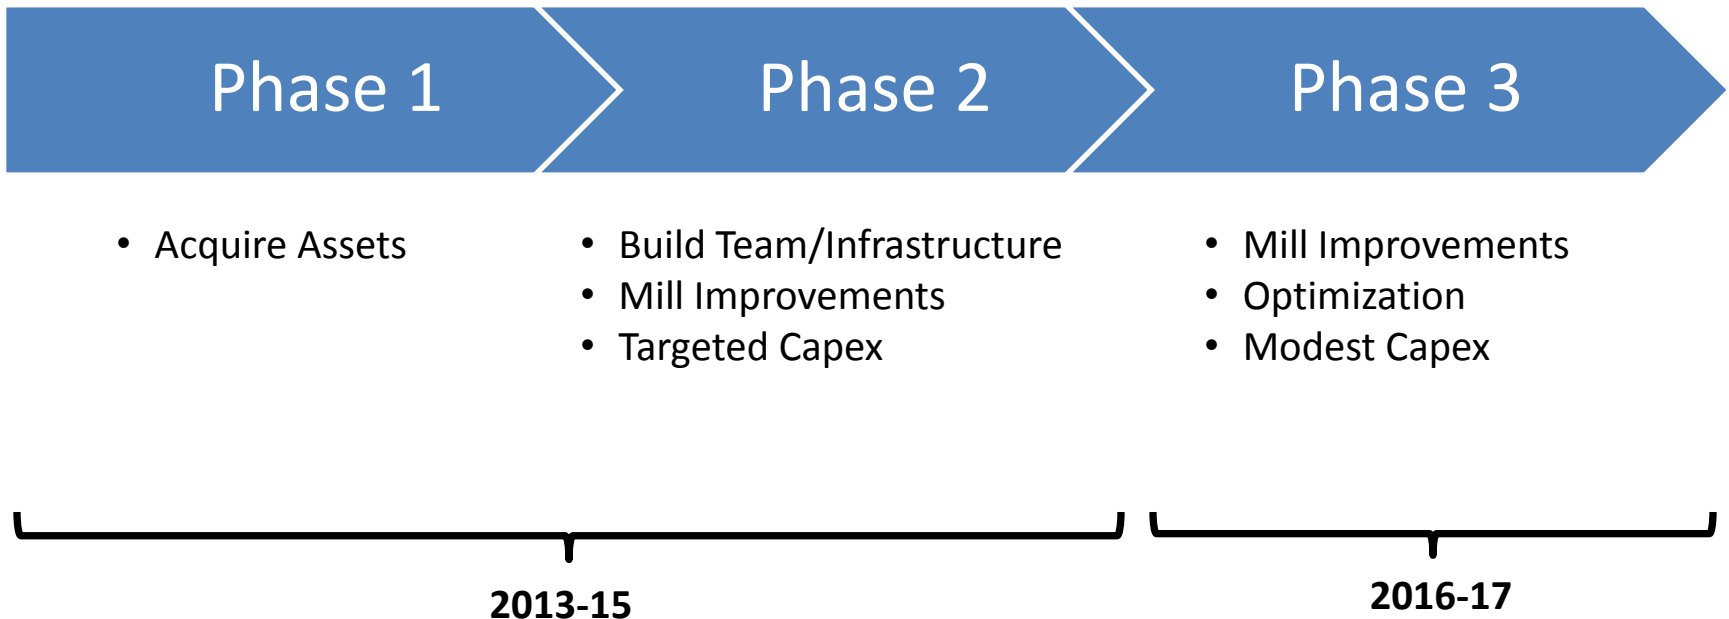 Phase 1
Phase 2
Phase 3
• Acquire Assets
• Build Team/Infrastructure
• Mill Improvements
• Targeted Capex
• Mill Improvements
• Optimization
• Modest Capex
2013-15
2016-17